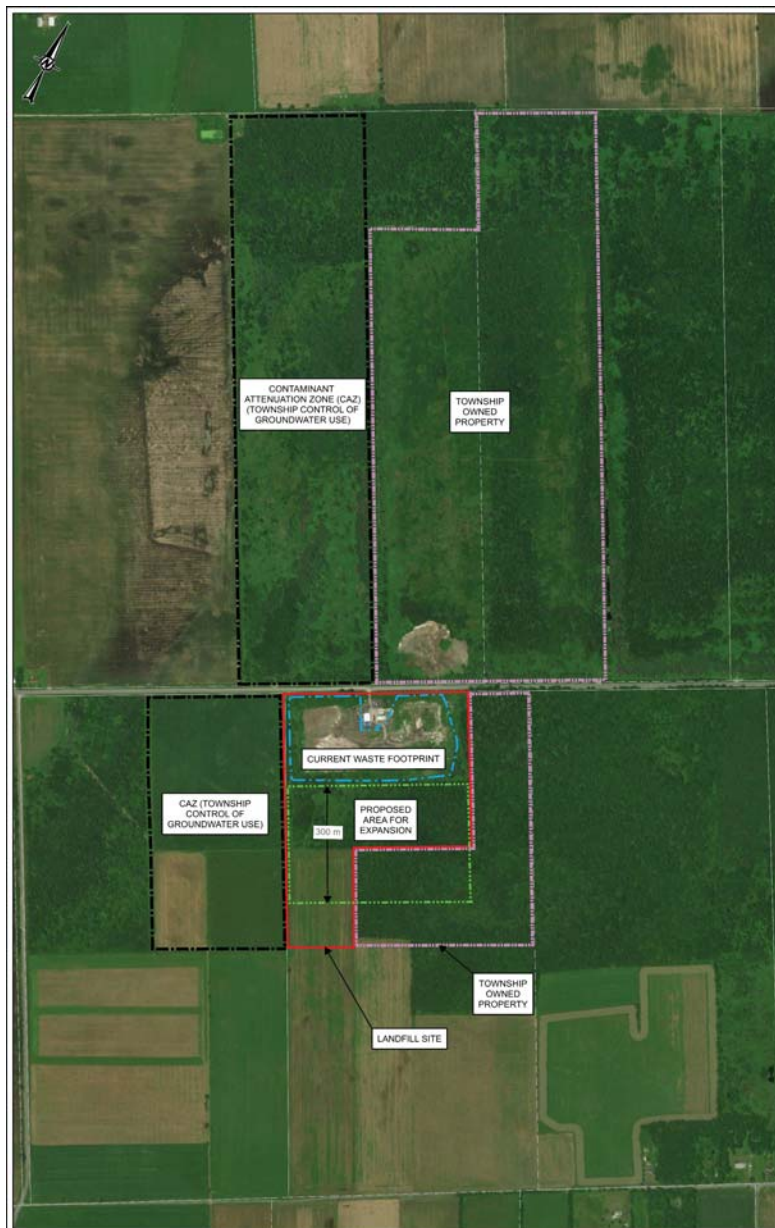 N
CONTAMINANT
ATTENUATION ZONE (CAZ)
(TOWNSHIP CONTROL OF
GROUNDWATER USE)
TOWNSHIP
OWNED
PROPERTY
CURRENT WASTE FOOTPRINT
CAZ (TOWNSHIP
CONTROL OF
GROUNDWATER USE)
PROPOSED
AREA FOR
EXPANSION
300 m
TOWNSHIP
OWNED
PROPERTY
LANDFILL SITE